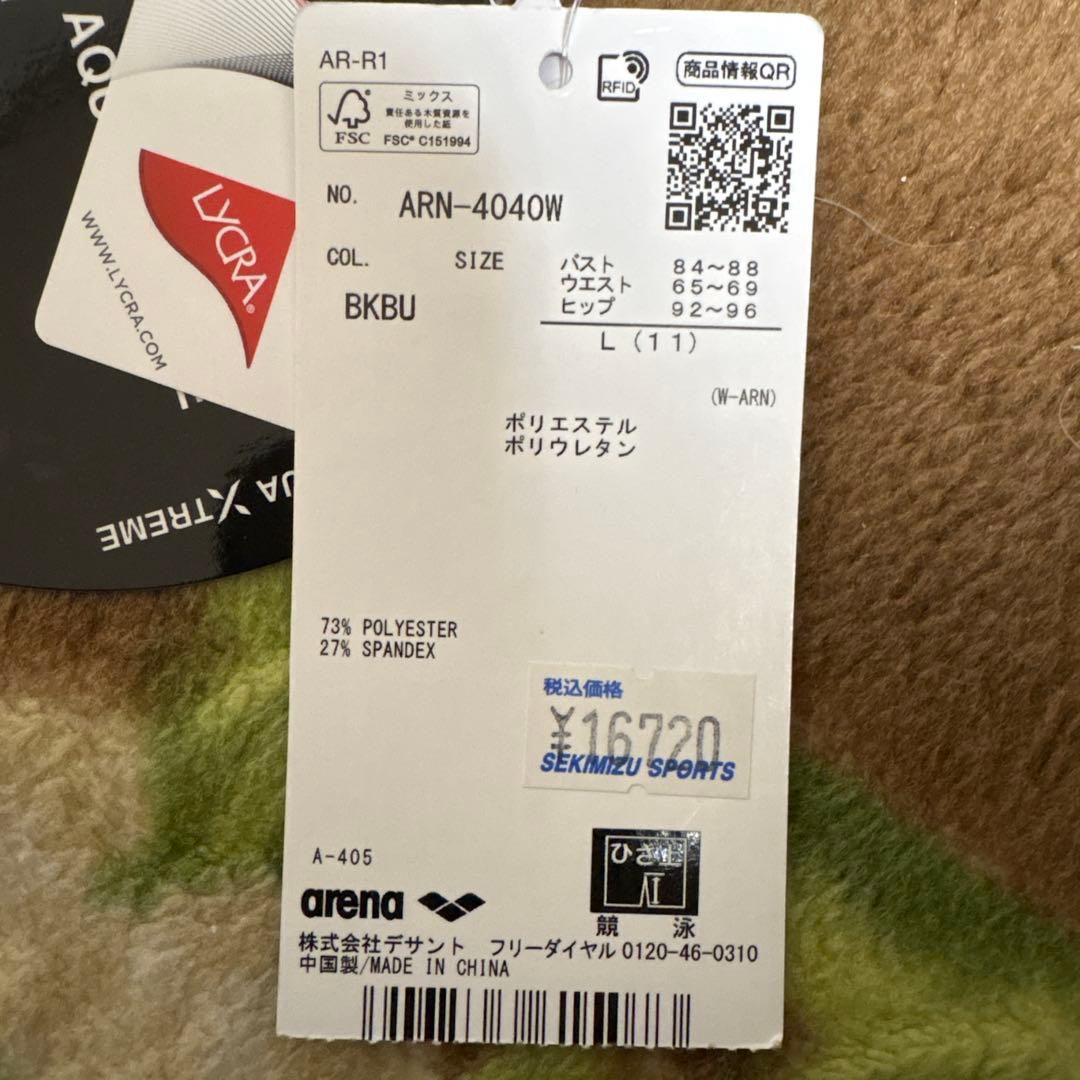 AR-R1
RFID
商品情報QR
ミックス
責任ある木質資源を
使用した紙
FSC
FSC® C151994
NO. ARN-4040W
COL. SIZE
BKBU
バスト 84〜88
ウエスト 65〜69
ヒップ 92〜96
L (11)
(W-ARN)
ポリエステル
ポリウレタン
73% POLYESTER
27% SPANDEX
税込価格
¥16720
SEKIMIZU SPORTS
A-405
ひざ上
競 泳
arena
株式会社デサント フリーダイヤル 0120-46-0310
中国製/MADE IN CHINA
LYCRA®
WWW.LYCRA.COM
XTREME